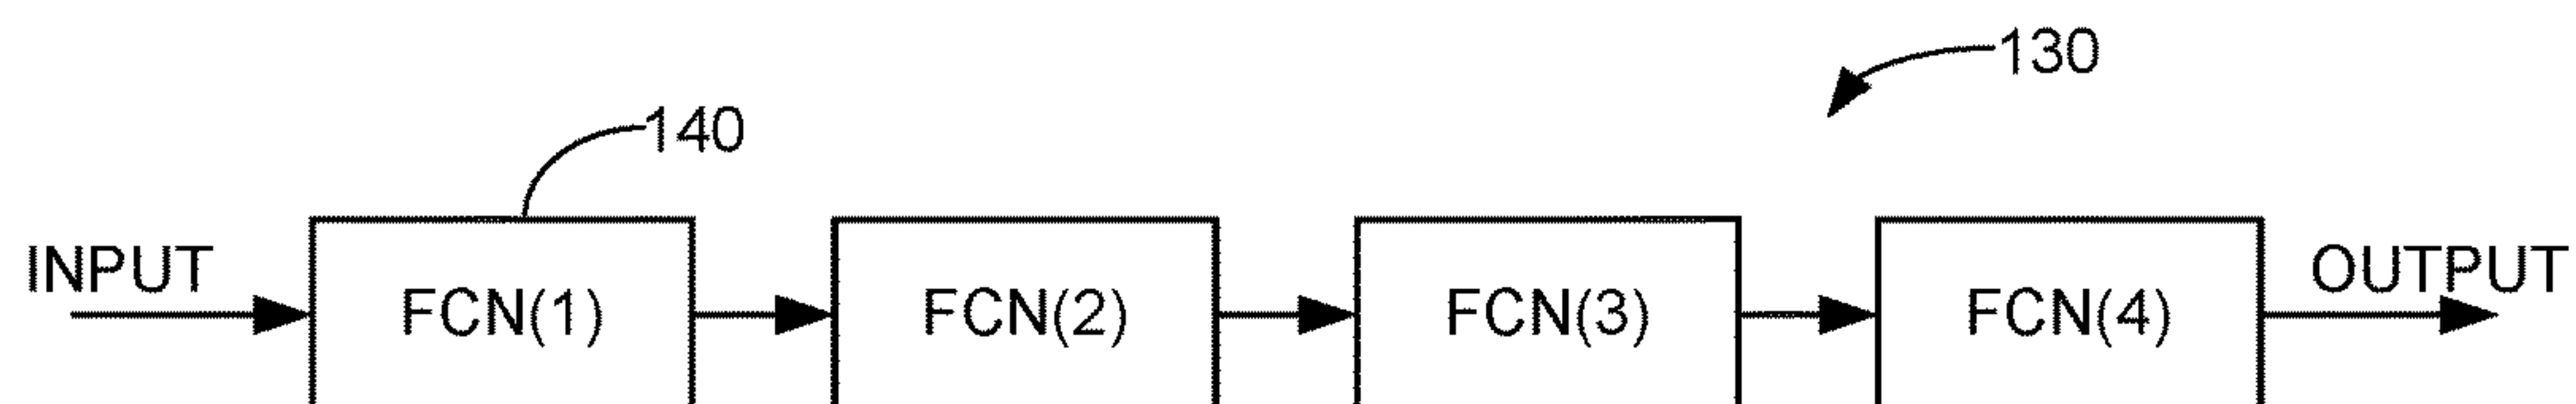 130
140
INPUT
FCN(1)
FCN(2)
FCN(3)
FCN(4)
OUTPUT